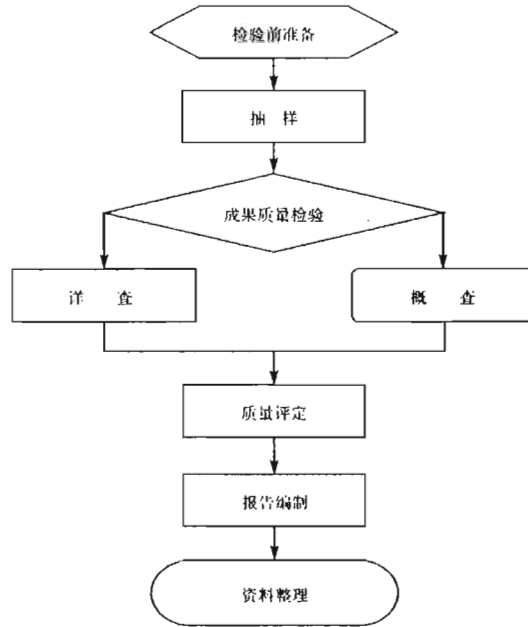 检验前准备
抽 样
成果质量检验
详 查
概 查
质量评定
报告编制
资料整理